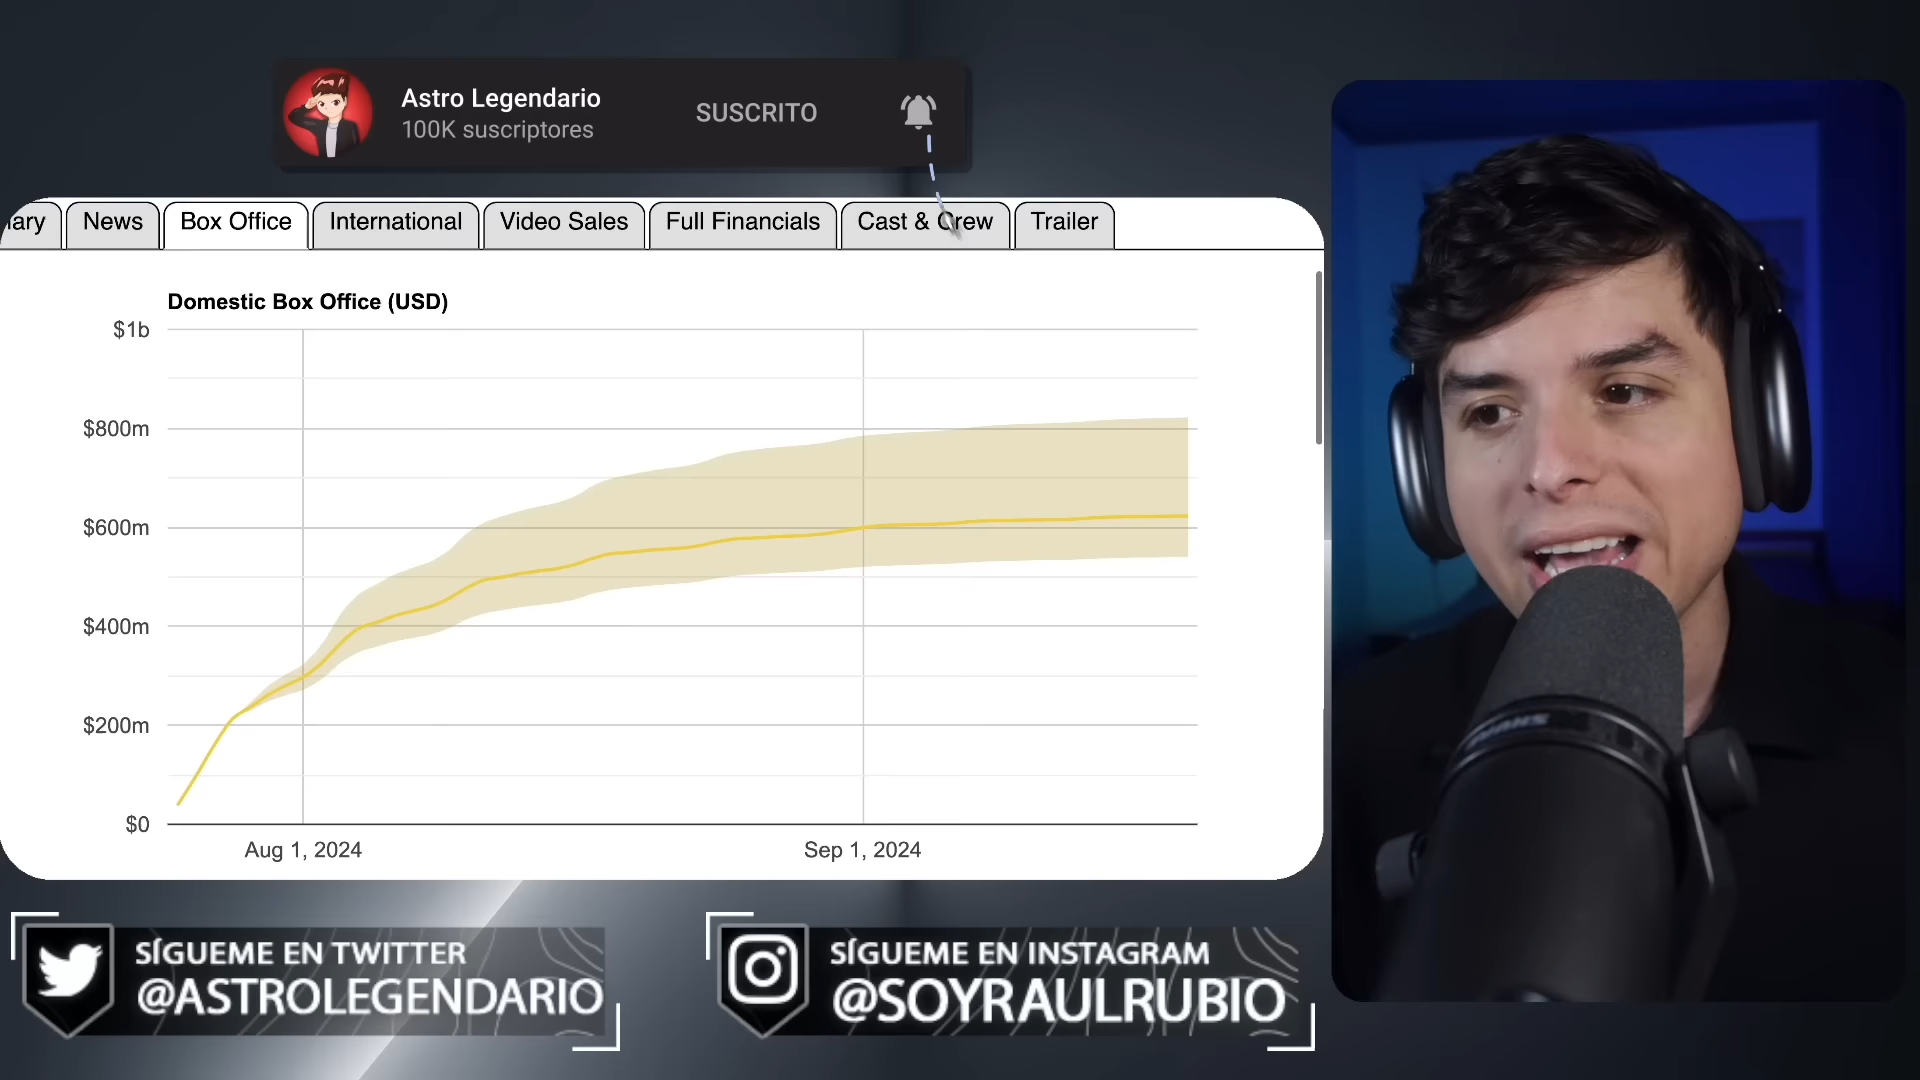 Astro Legendario
100K suscriptores
SUSCRITO
ary
News
Box Office
International
Video Sales
Full Financials
Cast & Crew
Trailer
Domestic Box Office (USD)
$1b
$800m
$600m
$400m
$200m
$0
Aug 1, 2024
Sep 1, 2024
SÍGUEME EN TWITTER
@ASTROLEGENDARIO
SÍGUEME EN INSTAGRAM
@SOYRAULRUBIO
SHURE